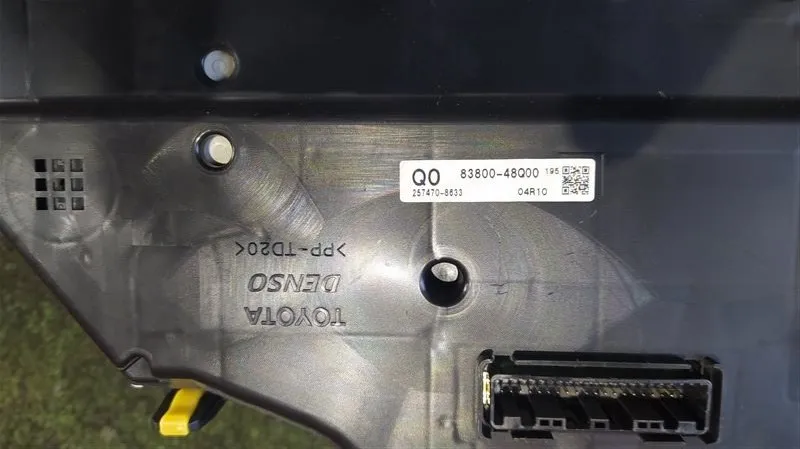 Q0 83800-48Q00 195
257470-8633 04R10
>PP-TD20<
DENSO
TOYOTA